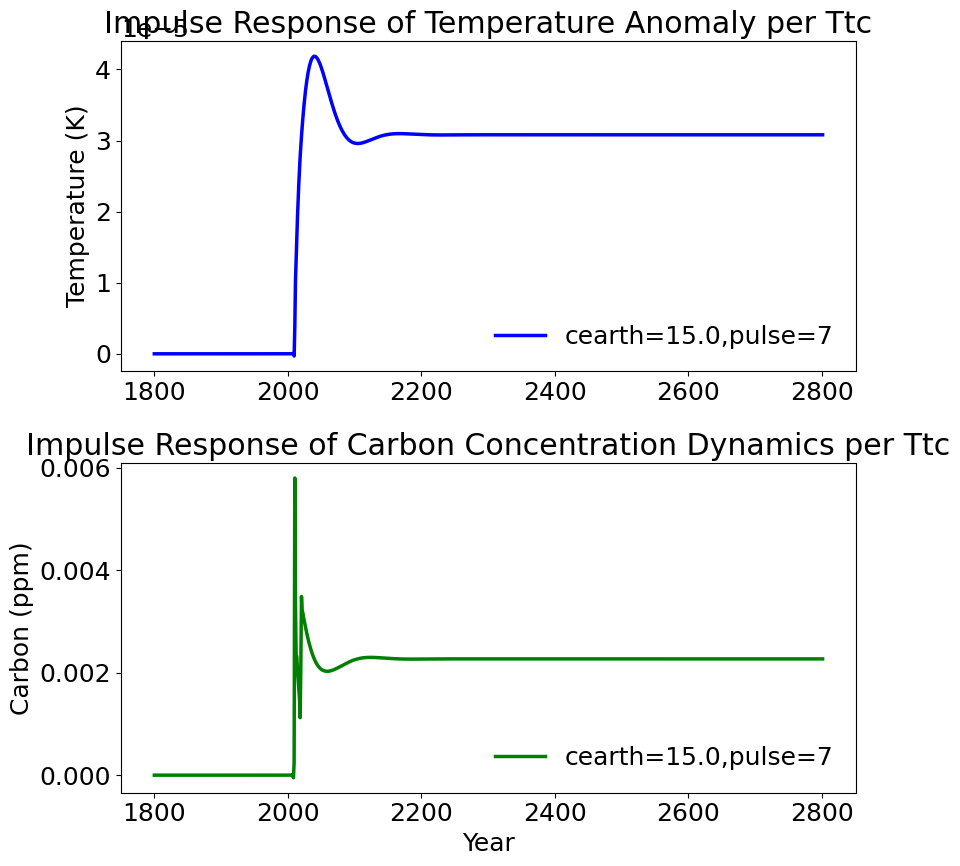 Impulse Response of Temperature Anomaly per Ttc
1e−5
4
3
2
1
0
Temperature (K)
cearth=15.0,pulse=7
1800 2000 2200 2400 2600 2800
Impulse Response of Carbon Concentration Dynamics per Ttc
0.006
0.004
0.002
0.000
Carbon (ppm)
cearth=15.0,pulse=7
1800 2000 2200 2400 2600 2800
Year